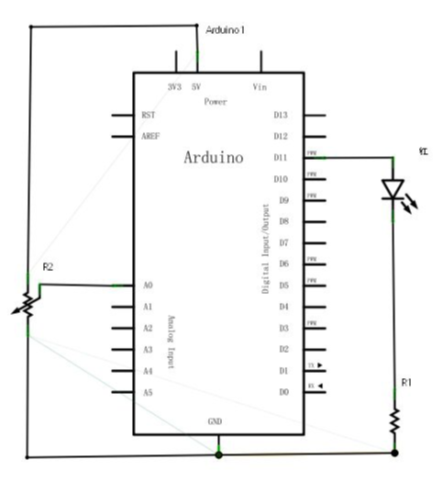 Arduino1
3V3 5V Vin
Power
RST D13
AREF D12
Arduino
D11 PWM
D10 PWM
D9 PWM
D8
D7
D6 PWM
A0 D5 PWM
A1 D4
A2 D3 PWM
A3 D2
A4 D1 TX
A5 D0 RX
Analog Input
Digital Input/Output
GND
R2
红
R1